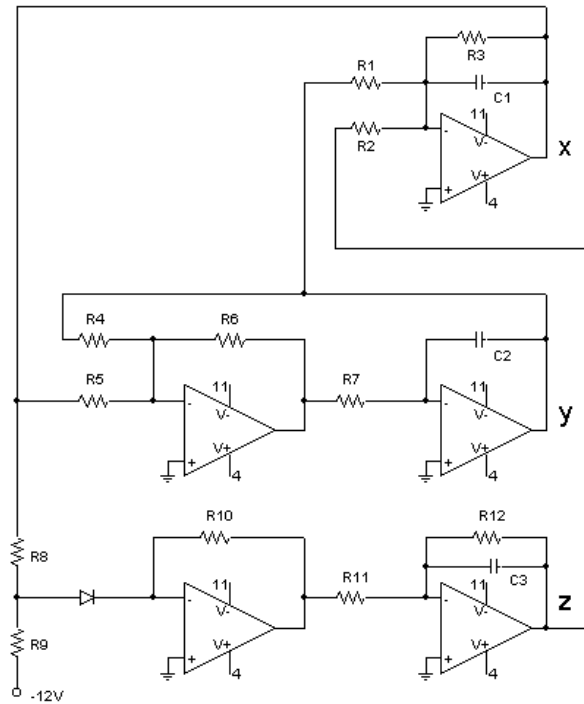 R3
R1
C1
11
R2
-
V-
x
V+
+
4
R4
R6
C2
R5
R7
11
11
-
V-
-
V-
y
V+
V+
+
+
4
4
R10
R12
R8
R11
C3
11
11
-
V-
-
V-
z
R9
V+
V+
+
+
4
4
-12V